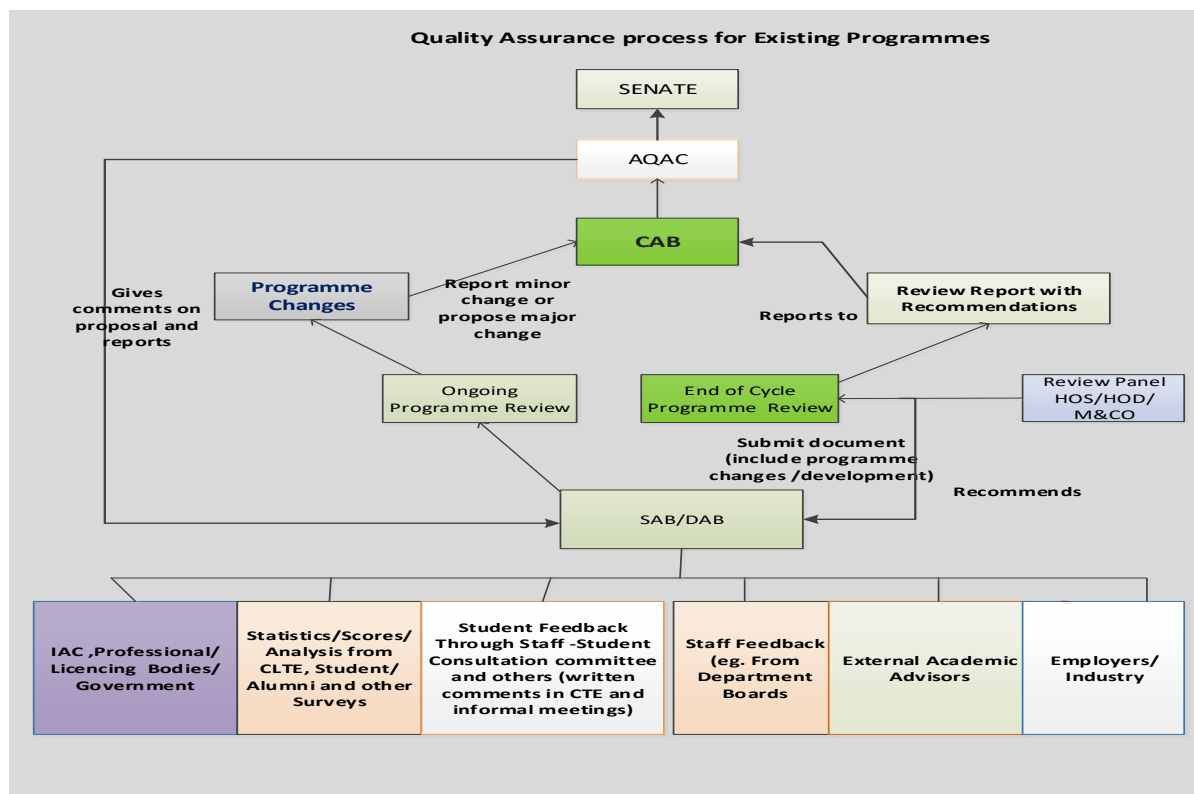 Quality Assurance process for Existing Programmes
SENATE
AQAC
CAB
Programme
Changes
Report minor
change or
propose major
change
Gives
comments on
proposal and
reports
Review Report with
Recommendations
Reports to
Ongoing
Programme Review
End of Cycle
Programme Review
Review Panel
HOS/HOD/
M&CO
Submit document
(include programme
changes /development)
Recommends
SAB/DAB
IAC ,Professional/
Licencing Bodies/
Government
Statistics/Scores/
Analysis from
CLTE, Student/
Alumni and other
Surveys
Student Feedback
Through Staff -Student
Consultation committee
and others (written
comments in CTE and
informal meetings)
Staff Feedback
(eg. From
Department
Boards
External Academic
Advisors
Employers/
Industry